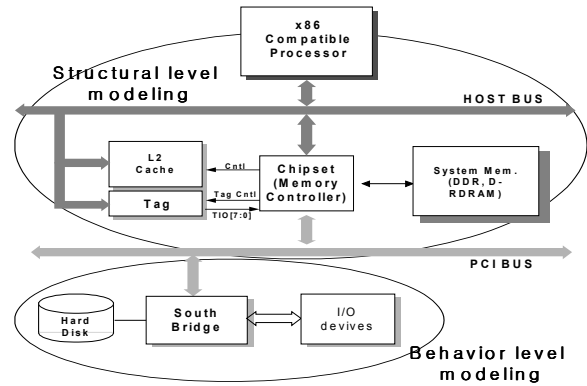 x86
Compatible
Processor
Structural level
modeling
HOST BUS
L2
Cache
Cntl
Chipset
(Memory
Controller)
System Mem.
(DDR, D-
RDRAM)
Tag Cntl
Tag
TIO[7:0]
PCI BUS
Hard
Disk
South
Bridge
I/O
devives
Behavior level
modeling